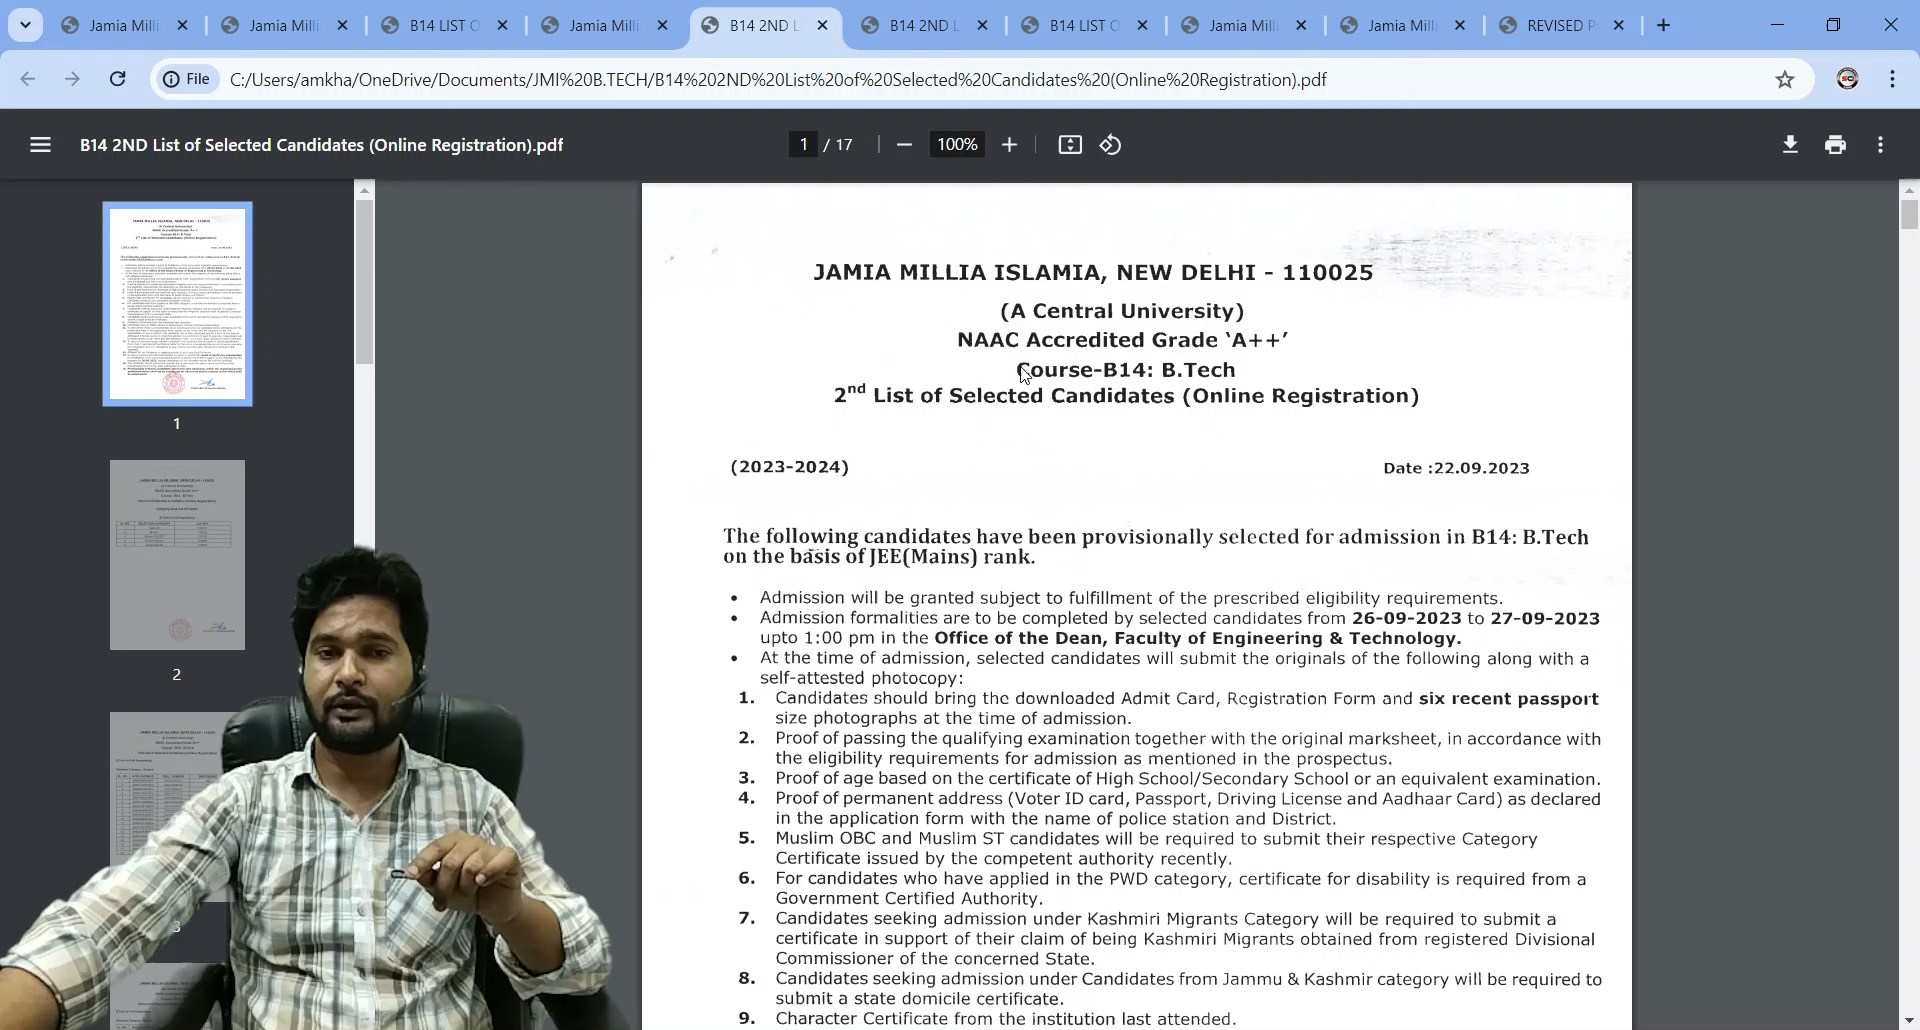 Jamia Milli
Jamia Milli
B14 LIST O
Jamia Milli
B14 2ND L
B14 2ND L
B14 LIST O
Jamia Milli
Jamia Milli
REVISED P
File
C:/Users/amkha/OneDrive/Documents/JMI%20B.TECH/B14%202ND%20List%20of%20Selected%20Candidates%20(Online%20Registration).pdf
B14 2ND List of Selected Candidates (Online Registration).pdf
1 / 17
100%
1
2
3
JAMIA MILLIA ISLAMIA, NEW DELHI - 110025
(A Central University)
NAAC Accredited Grade ‘A++’
Course-B14: B.Tech
2nd List of Selected Candidates (Online Registration)
(2023-2024)
Date :22.09.2023
The following candidates have been provisionally selected for admission in B14: B.Tech
on the basis of JEE(Mains) rank.
• Admission will be granted subject to fulfillment of the prescribed eligibility requirements.
• Admission formalities are to be completed by selected candidates from 26-09-2023 to 27-09-2023
upto 1:00 pm in the Office of the Dean, Faculty of Engineering & Technology.
• At the time of admission, selected candidates will submit the originals of the following along with a
self-attested photocopy:
1. Candidates should bring the downloaded Admit Card, Registration Form and six recent passport
size photographs at the time of admission.
2. Proof of passing the qualifying examination together with the original marksheet, in accordance with
the eligibility requirements for admission as mentioned in the prospectus.
3. Proof of age based on the certificate of High School/Secondary School or an equivalent examination.
4. Proof of permanent address (Voter ID card, Passport, Driving License and Aadhaar Card) as declared
in the application form with the name of police station and District.
5. Muslim OBC and Muslim ST candidates will be required to submit their respective Category
Certificate issued by the competent authority recently.
6. For candidates who have applied in the PWD category, certificate for disability is required from a
Government Certified Authority.
7. Candidates seeking admission under Kashmiri Migrants Category will be required to submit a
certificate in support of their claim of being Kashmiri Migrants obtained from registered Divisional
Commissioner of the concerned State.
8. Candidates seeking admission under Candidates from Jammu & Kashmir category will be required to
submit a state domicile certificate.
9. Character Certificate from the institution last attended.